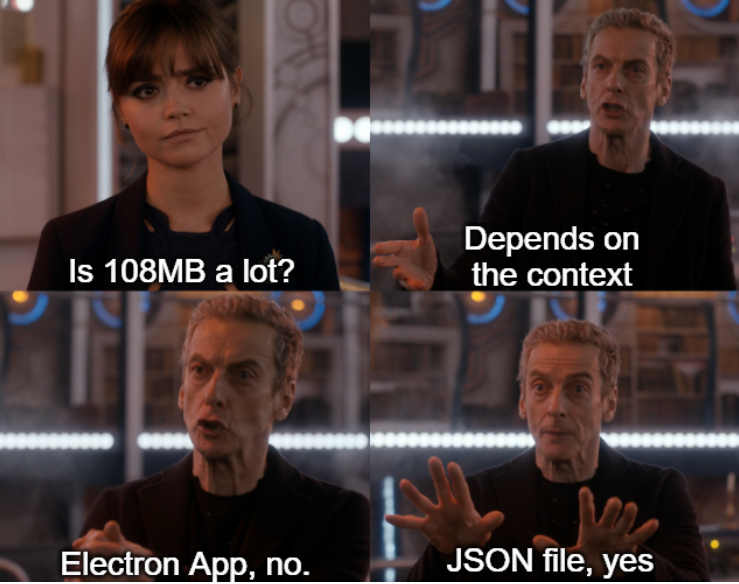 Is 108MB a lot?
Depends on
the context
Electron App, no.
JSON file, yes